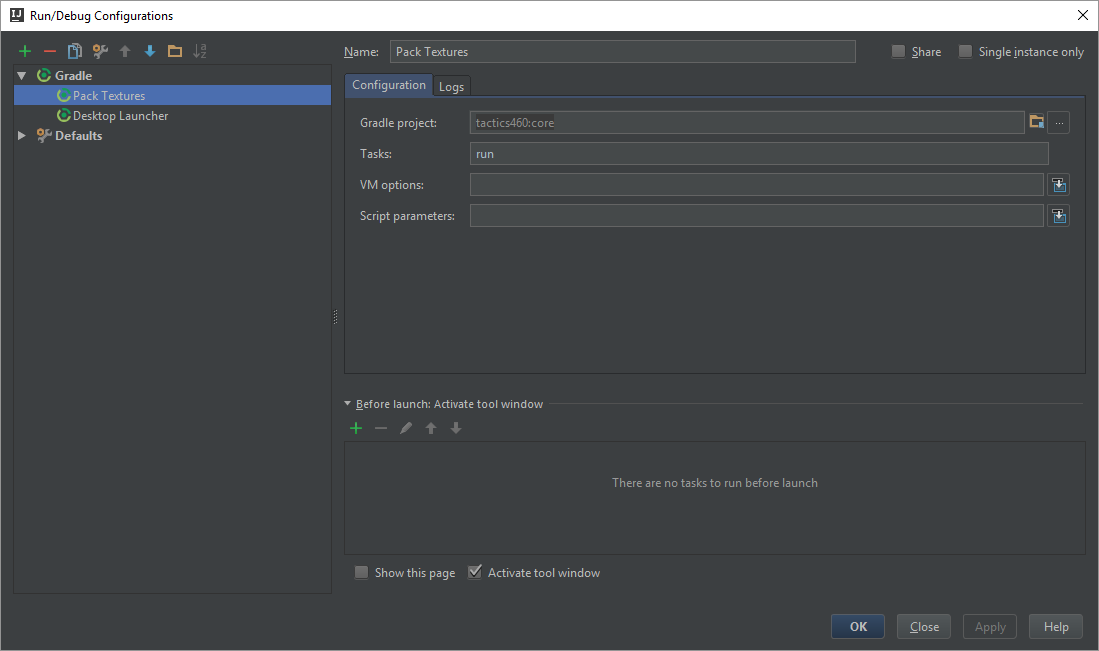 Run/Debug Configurations
Name: Pack Textures Share Single instance only
Gradle
Pack Textures
Desktop Launcher
Defaults
Configuration Logs
Gradle project: tactics460:core ...
Tasks: run
VM options:
Script parameters:
Before launch: Activate tool window
There are no tasks to run before launch
Show this page Activate tool window
OK Close Apply Help